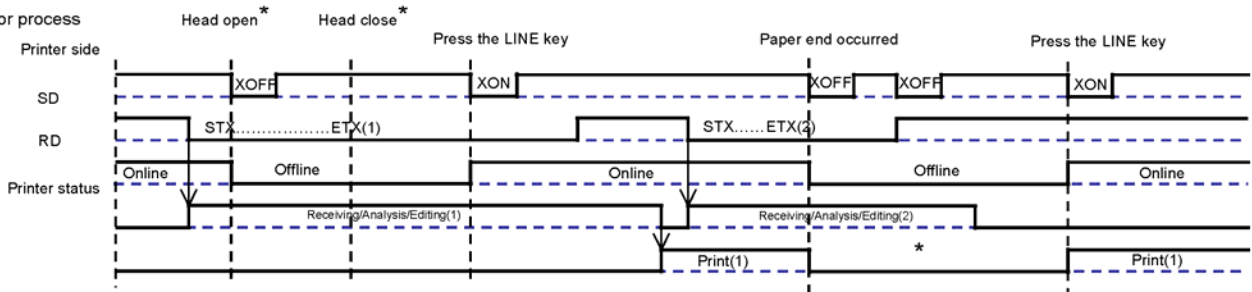 or process
Head open*
Head close*
Printer side
Press the LINE key
Paper end occurred
Press the LINE key
SD
XOFF
XON
XOFF
XOFF
XON
RD
STX....................ETX(1)
STX......ETX(2)
Printer status
Online
Offline
Online
Offline
Online
Receiving/Analysis/Editing(1)
Receiving/Analysis/Editing(2)
Print(1)
*
Print(1)